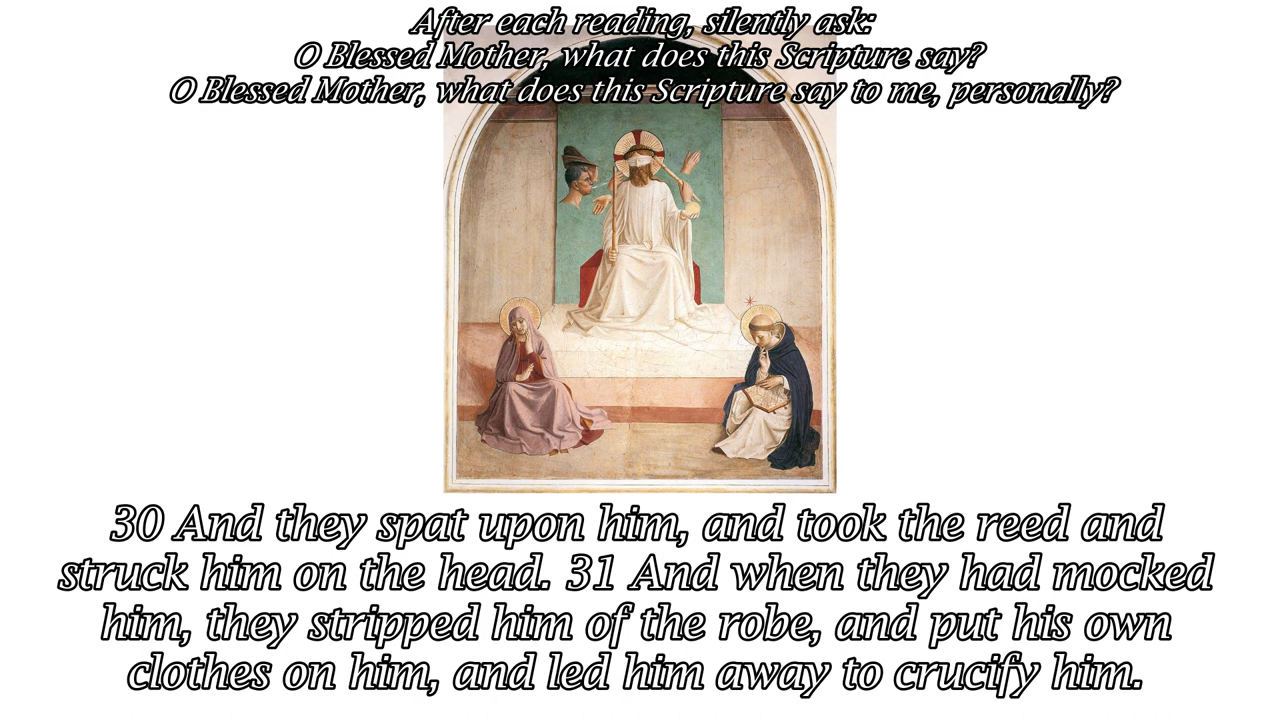 After each reading, silently ask:
O Blessed Mother, what does this Scripture say?
O Blessed Mother, what does this Scripture say to me, personally?
30 And they spat upon him, and took the reed and
struck him on the head. 31 And when they had mocked
him, they stripped him of the robe, and put his own
clothes on him, and led him away to crucify him.